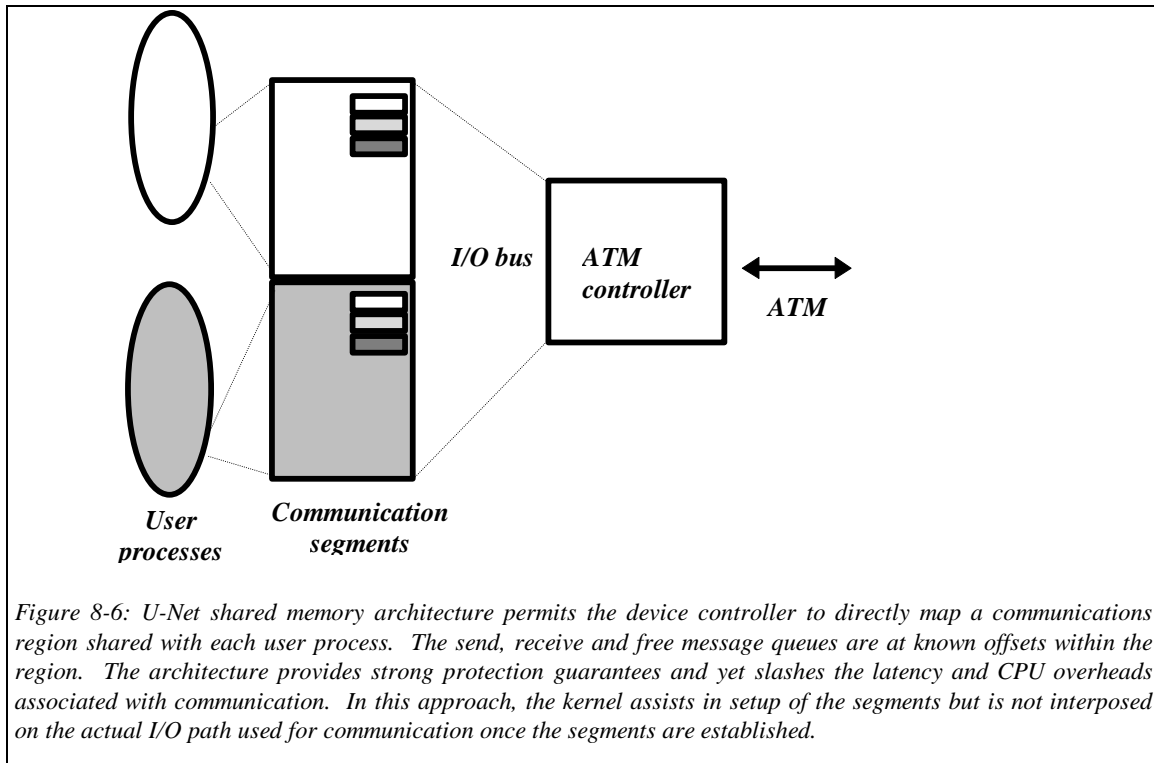 I/O bus
ATM
controller
ATM
User
processes
Communication
segments
Figure 8-6: U-Net shared memory architecture permits the device controller to directly map a communications
region shared with each user process. The send, receive and free message queues are at known offsets within the
region. The architecture provides strong protection guarantees and yet slashes the latency and CPU overheads
associated with communication. In this approach, the kernel assists in setup of the segments but is not interposed
on the actual I/O path used for communication once the segments are established.